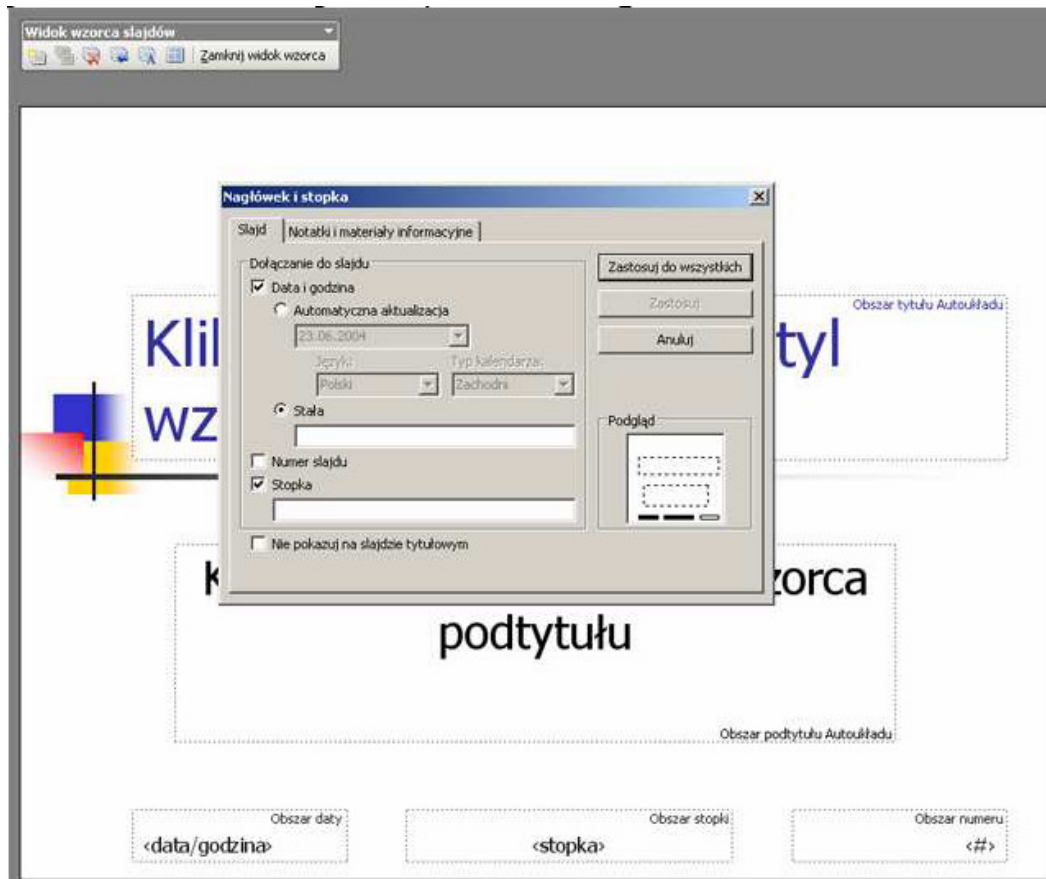 Widok wzorca slajdów
Zamknij widok wzorca
Nagłówek i stopka
Slajd
Notatki i materiały informacyjne
Dołączanie do slajdu
Data i godzina
Automatyczna aktualizacja
23.06.2004
Język:
Typ kalendarza:
Polski
Zachodni
Stała
Numer slajdu
Stopka
Nie pokazuj na slajdzie tytułowym
Zastosuj do wszystkich
Zastosuj
Anuluj
Podgląd
Obszar tytułu Autoukładu
Klil tyl
wz
K zorca
podtytułu
Obszar podtytułu Autoukładu
Obszar daty
<data/godzina>
Obszar stopki
<stopka>
Obszar numeru
<#>